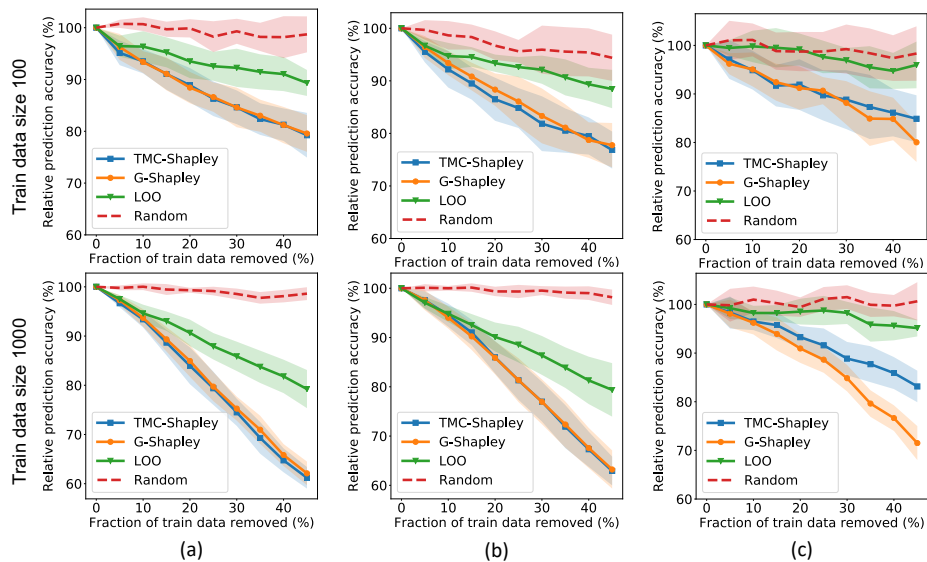 Train data size 100
Relative prediction accuracy (%)
100
90
80
70
60
TMC-Shapley
G-Shapley
LOO
Random
0 10 20 30 40
Fraction of train data removed (%)
Relative prediction accuracy (%)
100
90
80
70
60
TMC-Shapley
G-Shapley
LOO
Random
0 10 20 30 40
Fraction of train data removed (%)
Relative prediction accuracy (%)
100
90
80
70
60
TMC-Shapley
G-Shapley
LOO
Random
0 10 20 30 40
Fraction of train data removed (%)
Train data size 1000
Relative prediction accuracy (%)
100
90
80
70
60
TMC-Shapley
G-Shapley
LOO
Random
0 10 20 30 40
Fraction of train data removed (%)
(a)
Relative prediction accuracy (%)
100
90
80
70
60
TMC-Shapley
G-Shapley
LOO
Random
0 10 20 30 40
Fraction of train data removed (%)
(b)
Relative prediction accuracy (%)
100
90
80
70
60
TMC-Shapley
G-Shapley
LOO
Random
0 10 20 30 40
Fraction of train data removed (%)
(c)